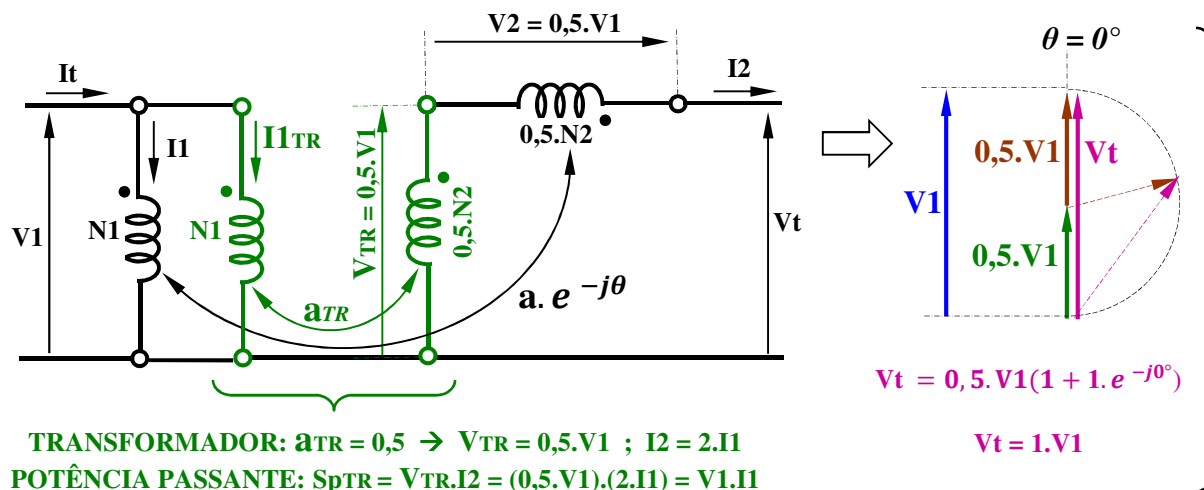 V2 = 0,5.V1
It
I2
0,5.N2
I1
I1TR
V1
N1
N1
VTR = 0,5.V1
0,5.N2
Vt
aTR
a. e −jθ
TRANSFORMADOR: aTR = 0,5 → VTR = 0,5.V1 ; I2 = 2.I1
POTÊNCIA PASSANTE: SpTR = VTR.I2 = (0,5.V1).(2.I1) = V1.I1
θ = 0°
V1
0,5.V1
Vt
0,5.V1
Vt = 0,5.V1(1 + 1.e −j0°)
Vt = 1.V1